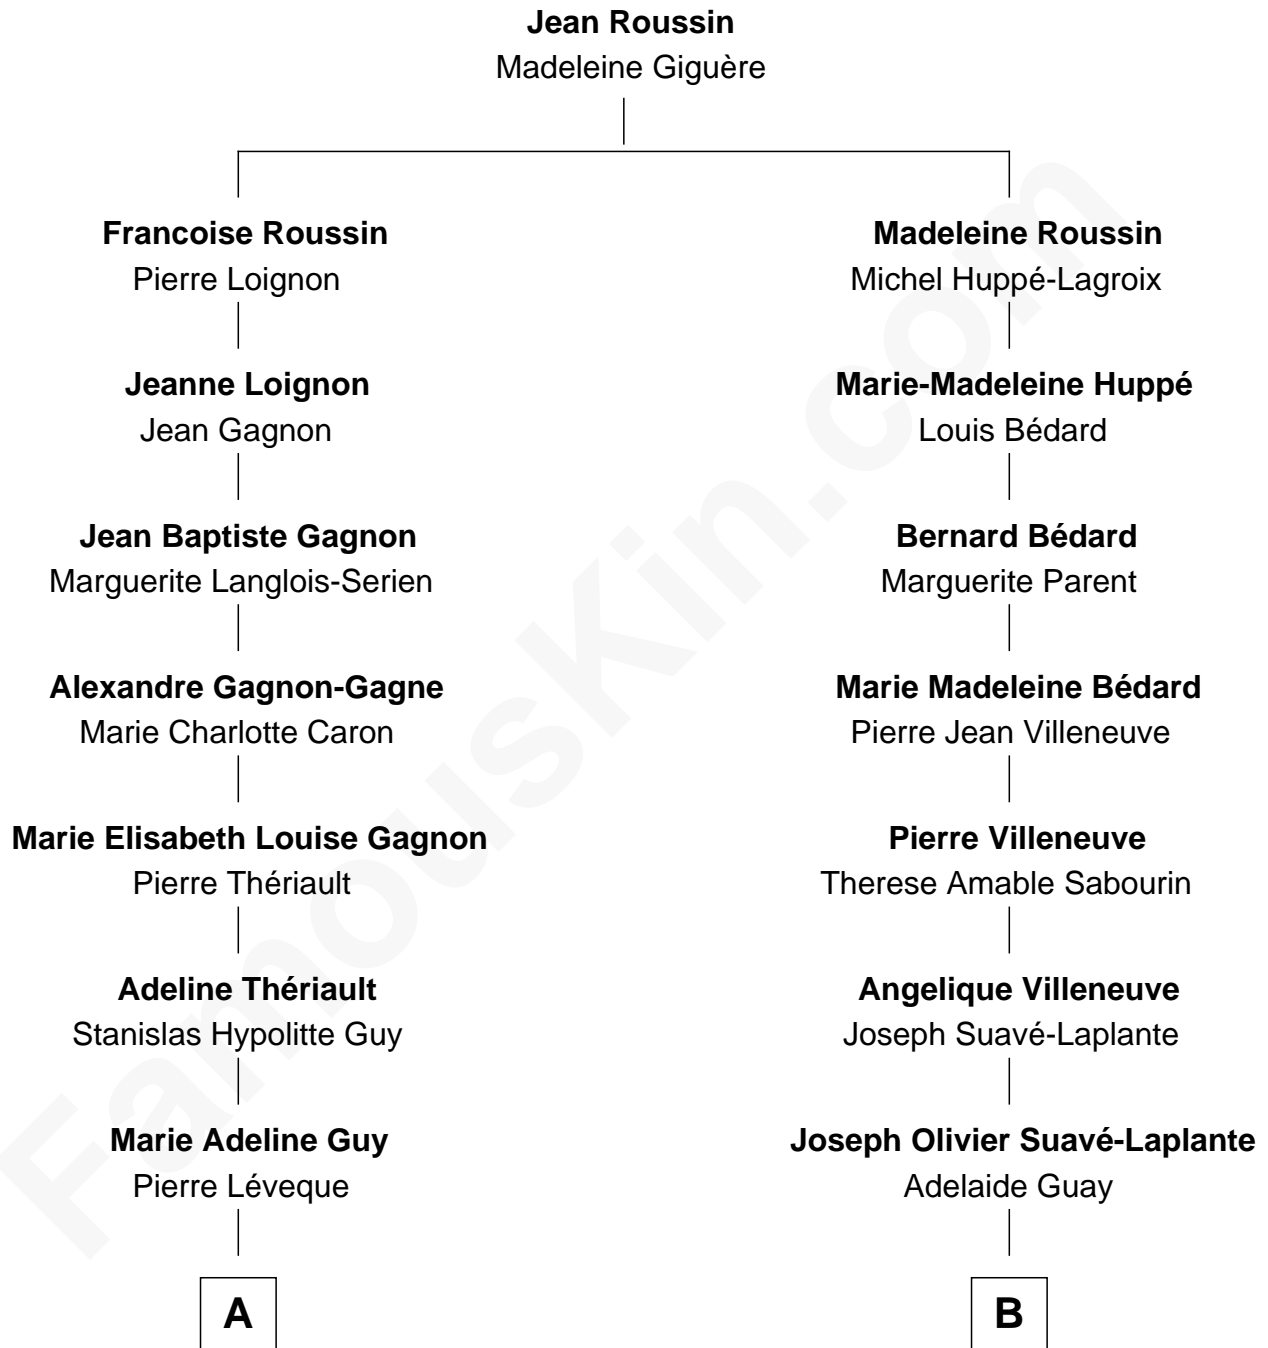 Jean Roussin
Madeleine Giguère
Francoise Roussin
Pierre Loignon
Jeanne Loignon
Jean Gagnon
Jean Baptiste Gagnon
Marguerite Langlois-Serien
Alexandre Gagnon-Gagne
Marie Charlotte Caron
Marie Elisabeth Louise Gagnon
Pierre Thériault
Adeline Thériault
Stanislas Hypolitte Guy
Marie Adeline Guy
Pierre Léveque
A
Madeleine Roussin
Michel Huppé-Lagroix
Marie-Madeleine Huppé
Louis Bédard
Bernard Bédard
Marguerite Parent
Marie Madeleine Bédard
Pierre Jean Villeneuve
Pierre Villeneuve
Therese Amable Sabourin
Angelique Villeneuve
Joseph Suavé-Laplante
Joseph Olivier Suavé-Laplante
Adelaide Guay
B
FamousKin.com